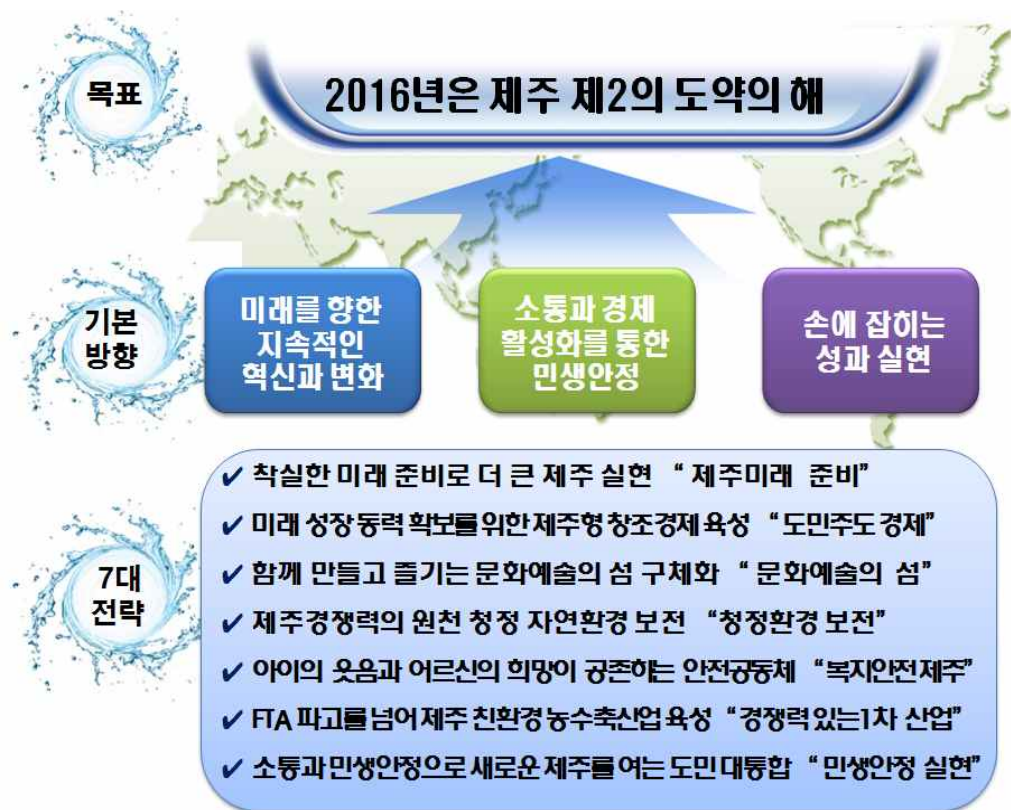 목표
2016년은 제주 제2의 도약의 해
기본
방향
미래를 향한
지속적인
혁신과 변화
소통과 경제
활성화를 통한
민생안정
손에 잡히는
성과 실현
7대
전략
✔ 착실한 미래 준비로 더 큰 제주 실현 “ 제주미래 준비”
✔ 미래 성장 동력 확보를 위한 제주형 창조경제 육성 “도민주도 경제”
✔ 함께 만들고 즐기는 문화예술의 섬 구체화 “ 문화예술의 섬”
✔ 제주경쟁력의 원천 청정 자연환경 보전 “청정환경 보전”
✔ 아이의 웃음과 어르신의 희망이 공존하는 안전공동체 “복지안전 제주”
✔ FTA 파고를 넘어 제주 친환경 농수축산업 육성 “경쟁력 있는1차 산업”
✔ 소통과 민생안정으로 새로운 제주를 여는 도민 대통합 “ 민생안정 실현”